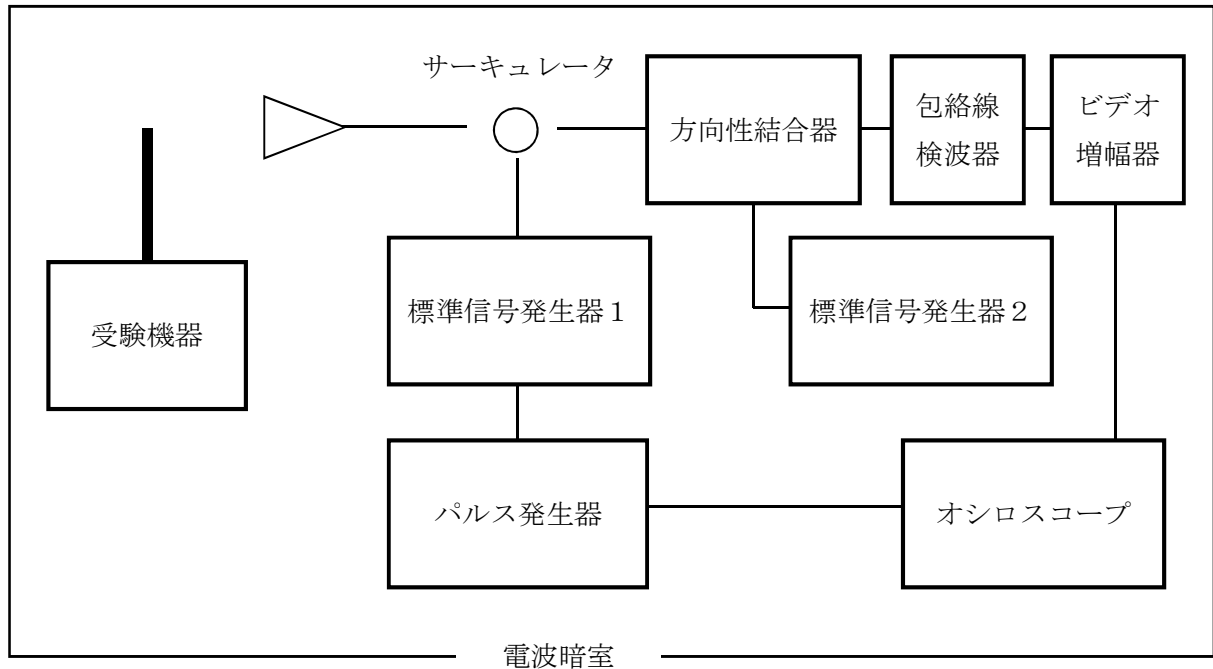 サーキュレータ
方向性結合器
包絡線
検波器
ビデオ
増幅器
受験機器
標準信号発生器１
標準信号発生器２
パルス発生器
オシロスコープ
電波暗室